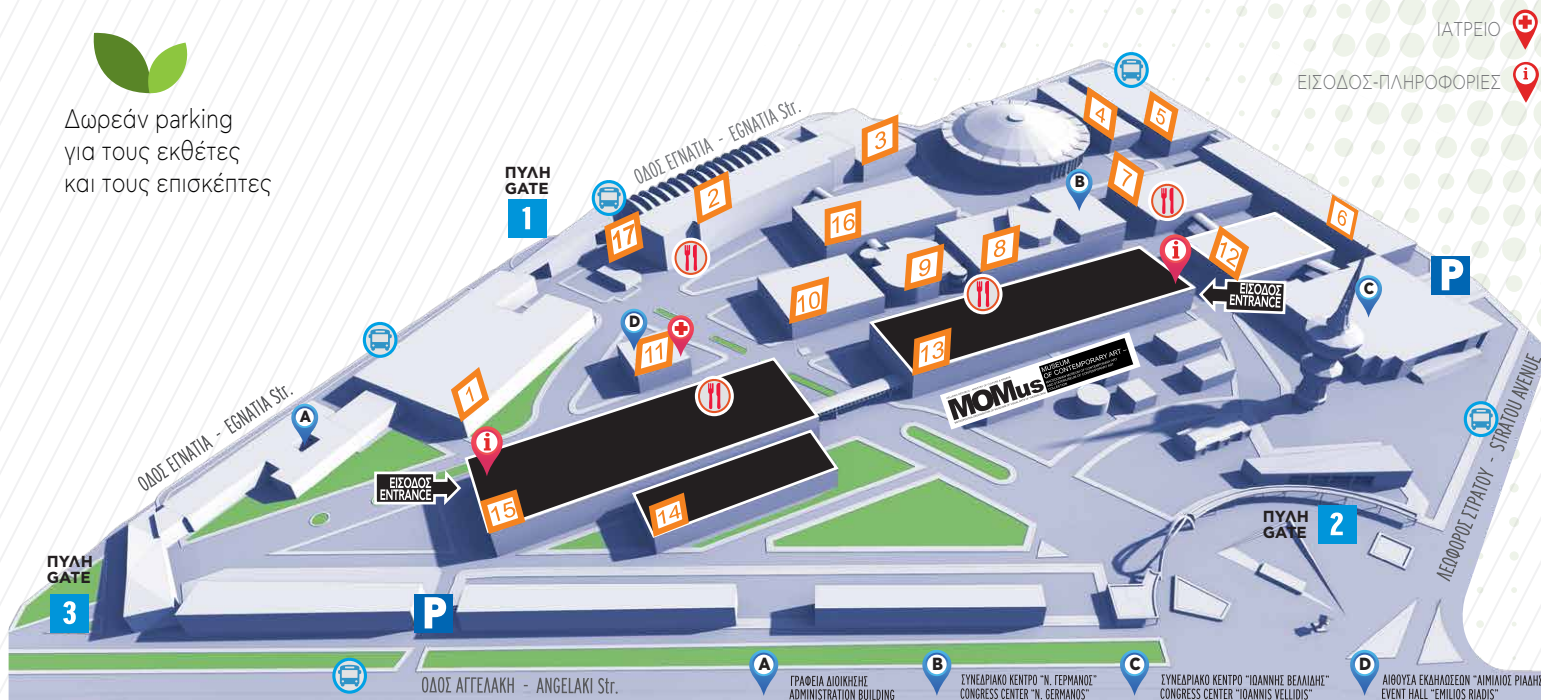 ΙΑΤΡΕΙΟ
ΕΙΣΟΔΟΣ-ΠΛΗΡΟΦΟΡΙΕΣ
i
Δωρεάν parking
για τους εκθέτες
και τους επισκέπτες
ΟΔΟΣ ΕΓΝΑΤΙΑ - EGNATIA Str.
ΠΥΛΗ
GATE
1
17
2
3
4
5
B
7
6
16
8
9
12
i
10
ΕΙΣΟΔΟΣ
ENTRANCE
C
P
D
11
13
MOMus
MUSEUM
OF CONTEMPORARY ART -
1
ΟΔΟΣ ΕΓΝΑΤΙΑ - EGNATIA Str.
A
i
ΕΙΣΟΔΟΣ
ENTRANCE
15
14
ΠΥΛΗ
GATE
2
ΛΕΩΦΟΡΟΣ ΣΤΡΑΤΟΥ - STRATOU AVENUE
ΠΥΛΗ
GATE
3
P
ΟΔΟΣ ΑΓΓΕΛΑΚΗ - ANGELAKI Str.
A
ΓΡΑΦΕΙΑ ΔΙΟΙΚΗΣΗΣ
ADMINISTRATION BUILDING
B
ΣΥΝΕΔΡΙΑΚΟ ΚΕΝΤΡΟ "Ν. ΓΕΡΜΑΝΟΣ"
CONGRESS CENTER "N. GERMANOS"
C
ΣΥΝΕΔΡΙΑΚΟ ΚΕΝΤΡΟ "ΙΩΑΝΝΗΣ ΒΕΛΛΙΔΗΣ"
CONGRESS CENTER "IOANNIS VELLIDIS"
D
ΑΙΘΟΥΣΑ ΕΚΔΗΛΩΣΕΩΝ "ΑΙΜΙΛΙΟΣ ΡΙΑΔΗΣ
EVENT HALL "EMILIOS RIADIS"